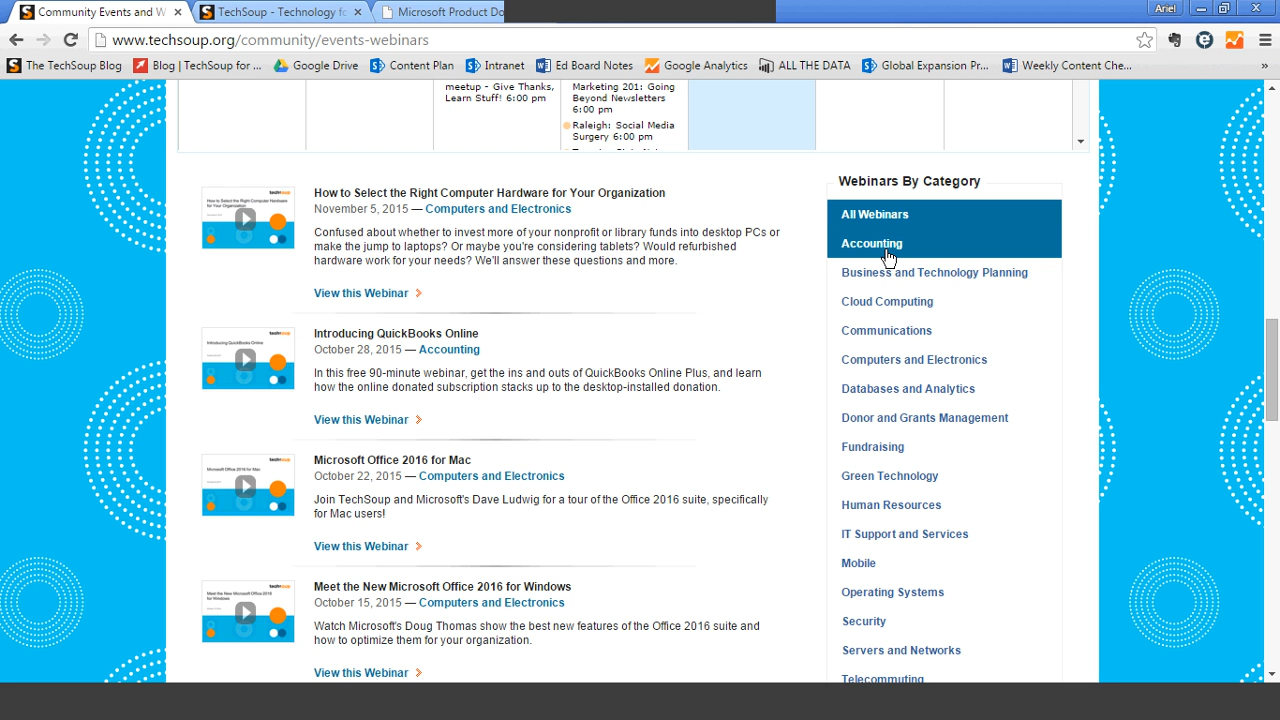 Community Events and W
TechSoup - Technology fo
Microsoft Product Do
Ariel
www.techsoup.org/community/events-webinars
The TechSoup Blog
Blog | TechSoup for ...
Google Drive
Content Plan
Intranet
Ed Board Notes
Google Analytics
ALL THE DATA
Global Expansion Pr...
Weekly Content Che...
»
meetup - Give Thanks,
Learn Stuff! 6:00 pm
Marketing 201: Going
Beyond Newsletters
6:00 pm
Raleigh: Social Media
Surgery 6:00 pm
How to Select the Right Computer Hardware for Your Organization
November 5, 2015 — Computers and Electronics
Confused about whether to invest more of your nonprofit or library funds into desktop PCs or
make the jump to laptops? Or maybe you're considering tablets? Would refurbished
hardware work for your needs? We'll answer these questions and more.
View this Webinar
Introducing QuickBooks Online
October 28, 2015 — Accounting
In this free 90-minute webinar, get the ins and outs of QuickBooks Online Plus, and learn
how the online donated subscription stacks up to the desktop-installed donation.
View this Webinar
Microsoft Office 2016 for Mac
October 22, 2015 — Computers and Electronics
Join TechSoup and Microsoft's Dave Ludwig for a tour of the Office 2016 suite, specifically
for Mac users!
View this Webinar
Meet the New Microsoft Office 2016 for Windows
October 15, 2015 — Computers and Electronics
Watch Microsoft's Doug Thomas show the best new features of the Office 2016 suite and
how to optimize them for your organization.
View this Webinar
Webinars By Category
All Webinars
Accounting
Business and Technology Planning
Cloud Computing
Communications
Computers and Electronics
Databases and Analytics
Donor and Grants Management
Fundraising
Green Technology
Human Resources
IT Support and Services
Mobile
Operating Systems
Security
Servers and Networks
Telecommuting